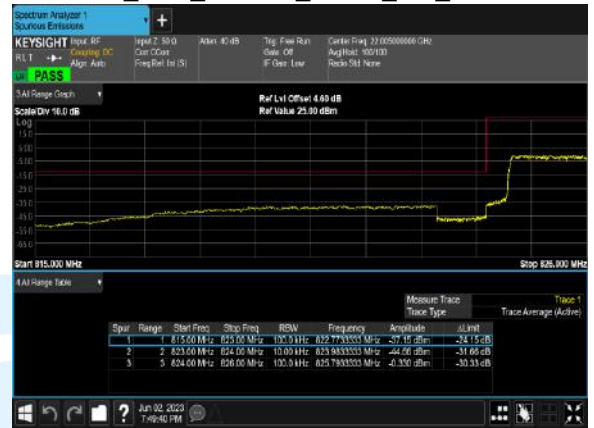 Spectrum Analyzer 1
Spurious Emissions
+
KEYSIGHT Input: RF
Coupling: DC
Align: Auto
RLT
Input Z: 50 Ω
Corr CCorr
Freq Ref: Int (S)
Atten: 40 dB
Trig: Free Run
Gate: Off
IF Gain: Low
Center Freq: 22.005000000 GHz
Avg|Hold: 100/100
Radio Std: None
PASS
3 All Range Graph
Scale/Div 10.0 dB
Ref Lvl Offset 4.60 dB
Ref Value 25.00 dBm
Log
15.0
5.00
-5.00
-15.0
-25.0
-35.0
-45.0
-55.0
-65.0
Start 815.000 MHz
Stop 826.000 MHz
4 All Range Table
Measure Trace Trace 1
Trace Type Trace Average (Active)
Spur Range Start Freq Stop Freq RBW Frequency Amplitude ΔLimit
1 1 815.00 MHz 823.00 MHz 100.0 kHz 822.7733333 MHz -37.15 dBm -24.15 dB
2 2 823.00 MHz 824.00 MHz 10.00 kHz 823.9833333 MHz -44.66 dBm -31.66 dB
3 3 824.00 MHz 826.00 MHz 100.0 kHz 825.7933333 MHz -0.330 dBm -30.33 dB
?
Jun 02, 2023
7:49:40 PM